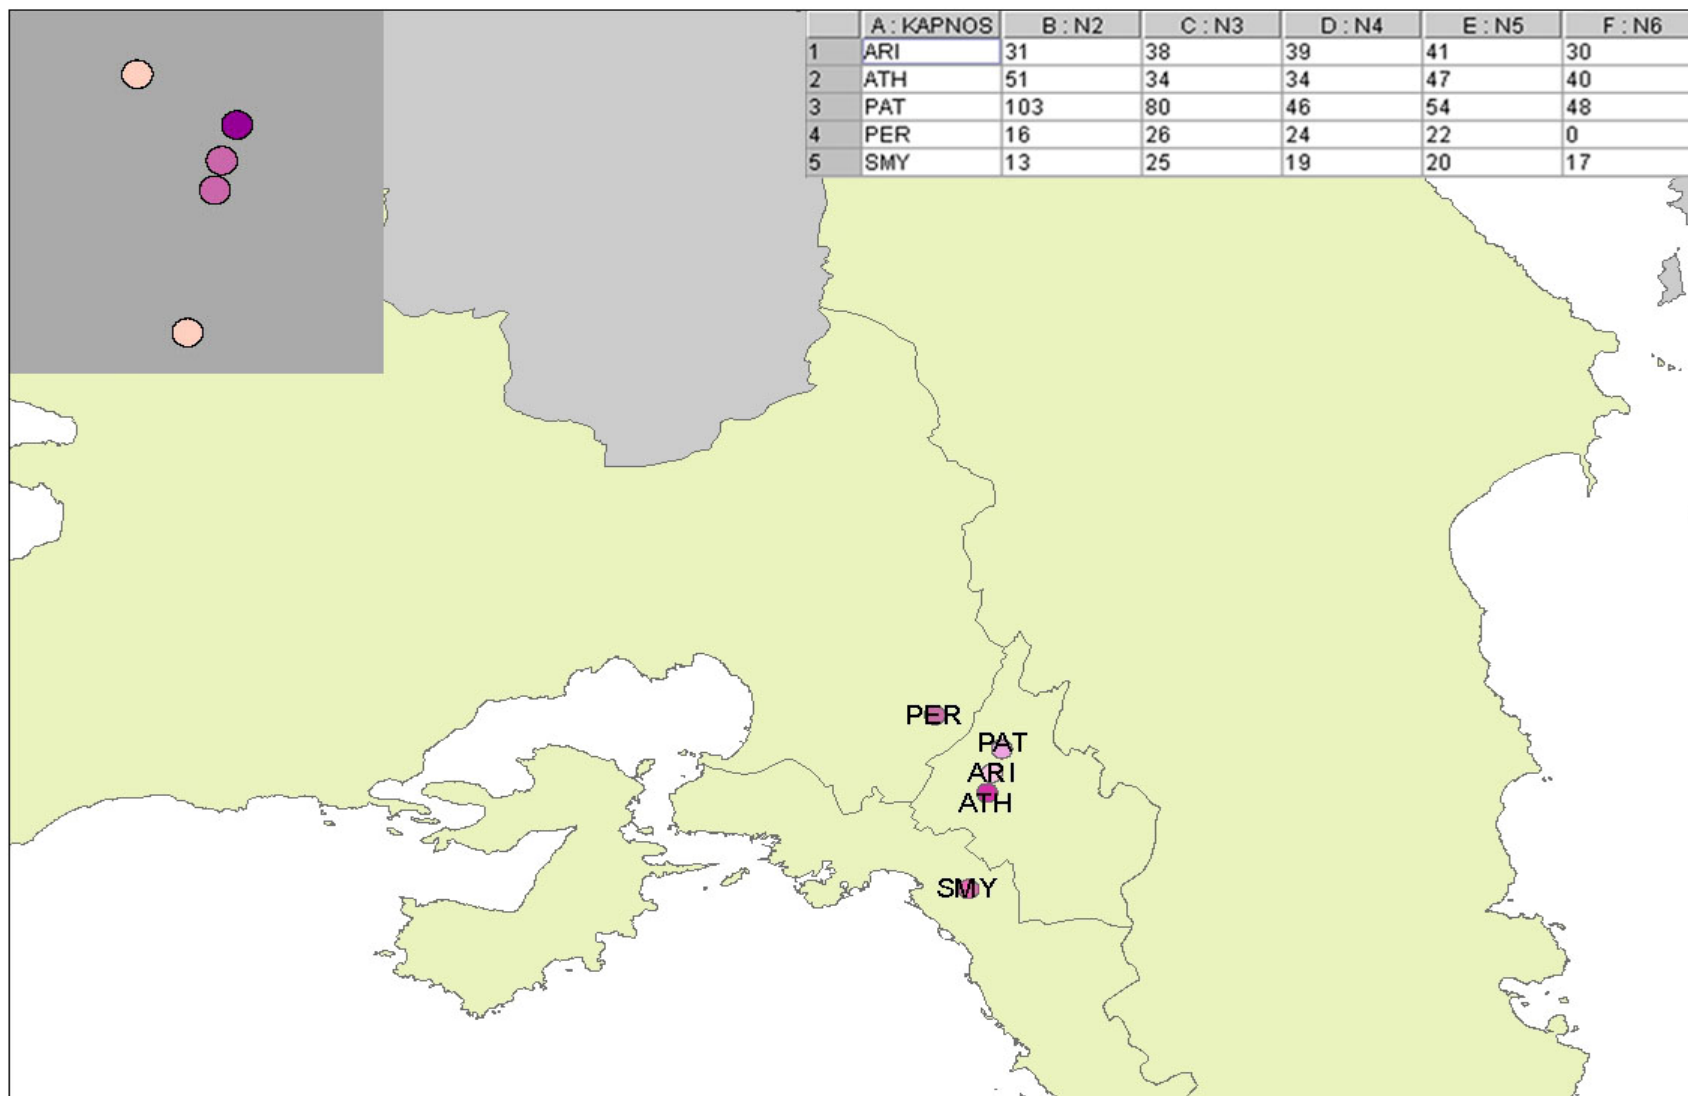 A : KAPNOS B : N2 C : N3 D : N4 E : N5 F : N6
1 ARI 31 38 39 41 30
2 ATH 51 34 34 47 40
3 PAT 103 80 46 54 48
4 PER 16 26 24 22 0
5 SMY 13 25 19 20 17
PER
PAT
ARI
ATH
SMY